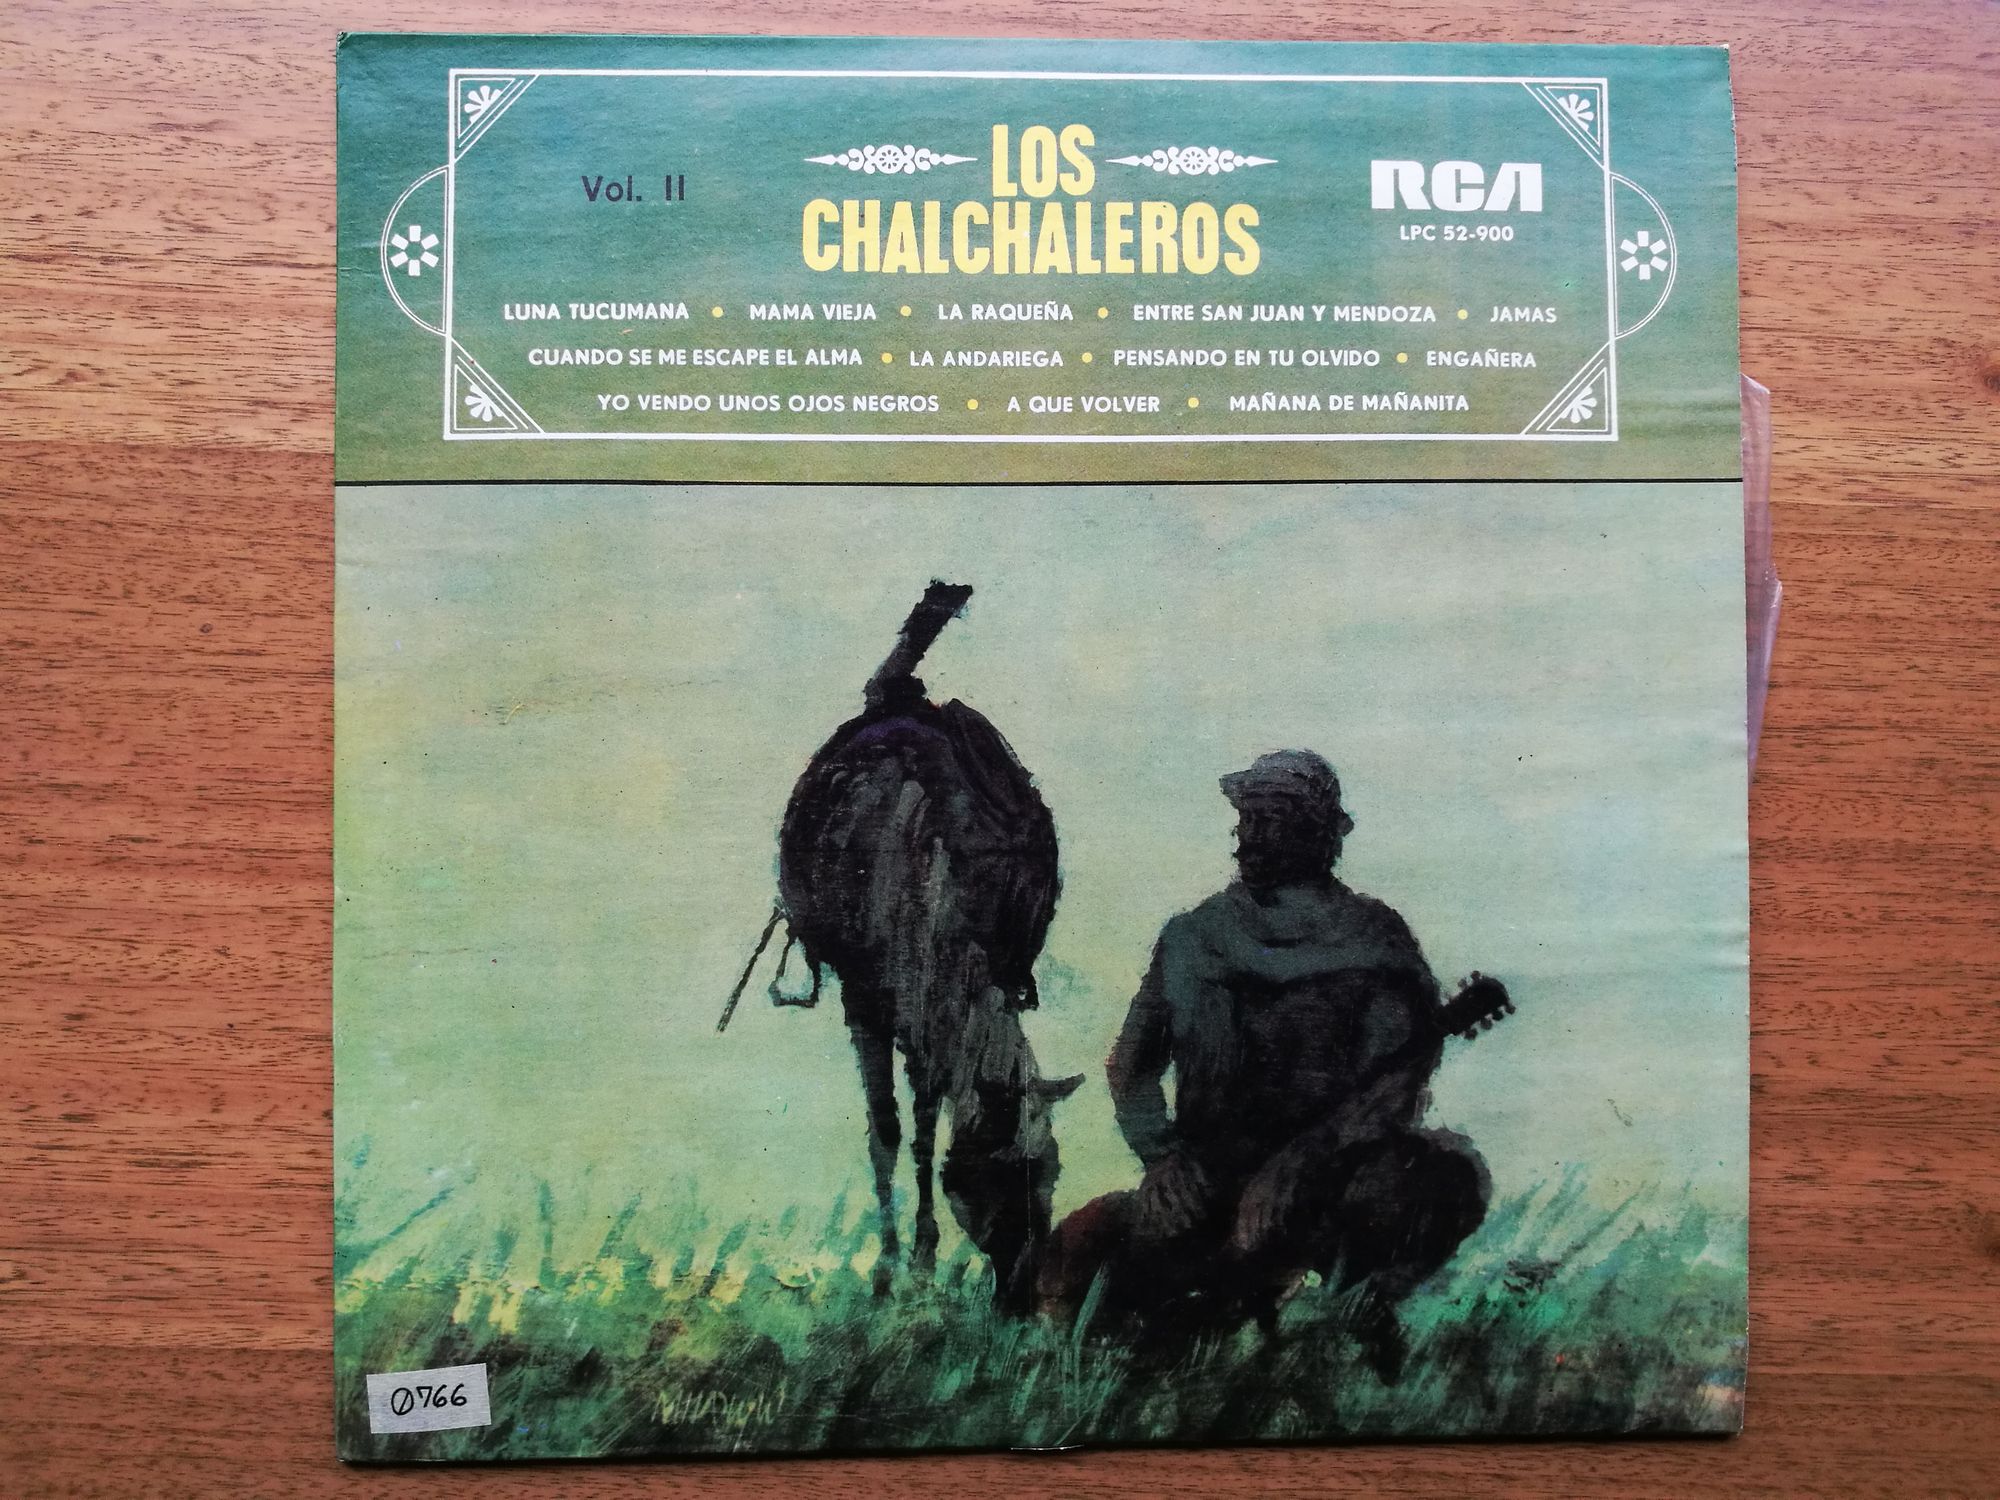 Vol. II
LOS
CHALCHALEROS
RCA
LPC 52-900
LUNA TUCUMANA • MAMA VIEJA • LA RAQUEÑA • ENTRE SAN JUAN Y MENDOZA • JAMAS
CUANDO SE ME ESCAPE EL ALMA • LA ANDARIEGA • PENSANDO EN TU OLVIDO • ENGAÑERA
YO VENDO UNOS OJOS NEGROS • A QUE VOLVER • MAÑANA DE MAÑANITA
0766